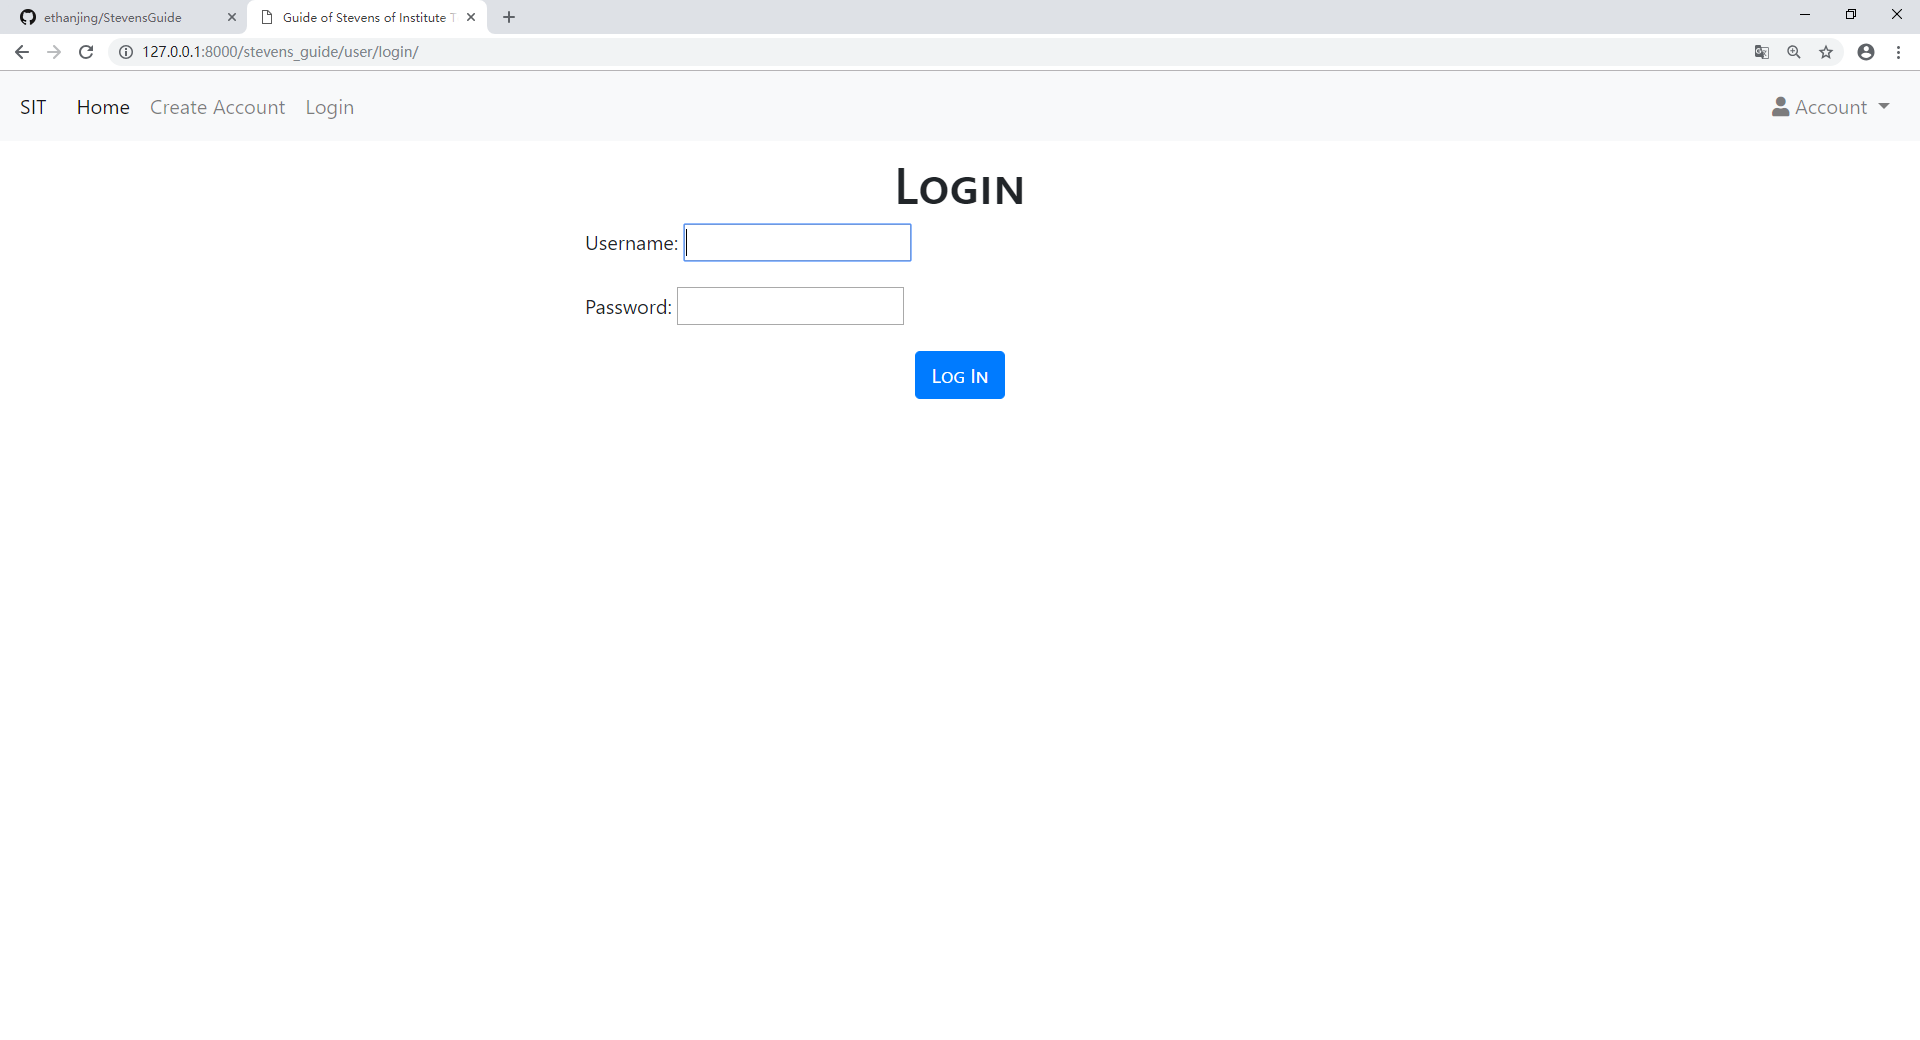 ethanjing/StevensGuide
Guide of Stevens of Institute T
127.0.0.1:8000/stevens_guide/user/login/
SIT Home Create Account Login Account
Login
Username:
Password:
Log In